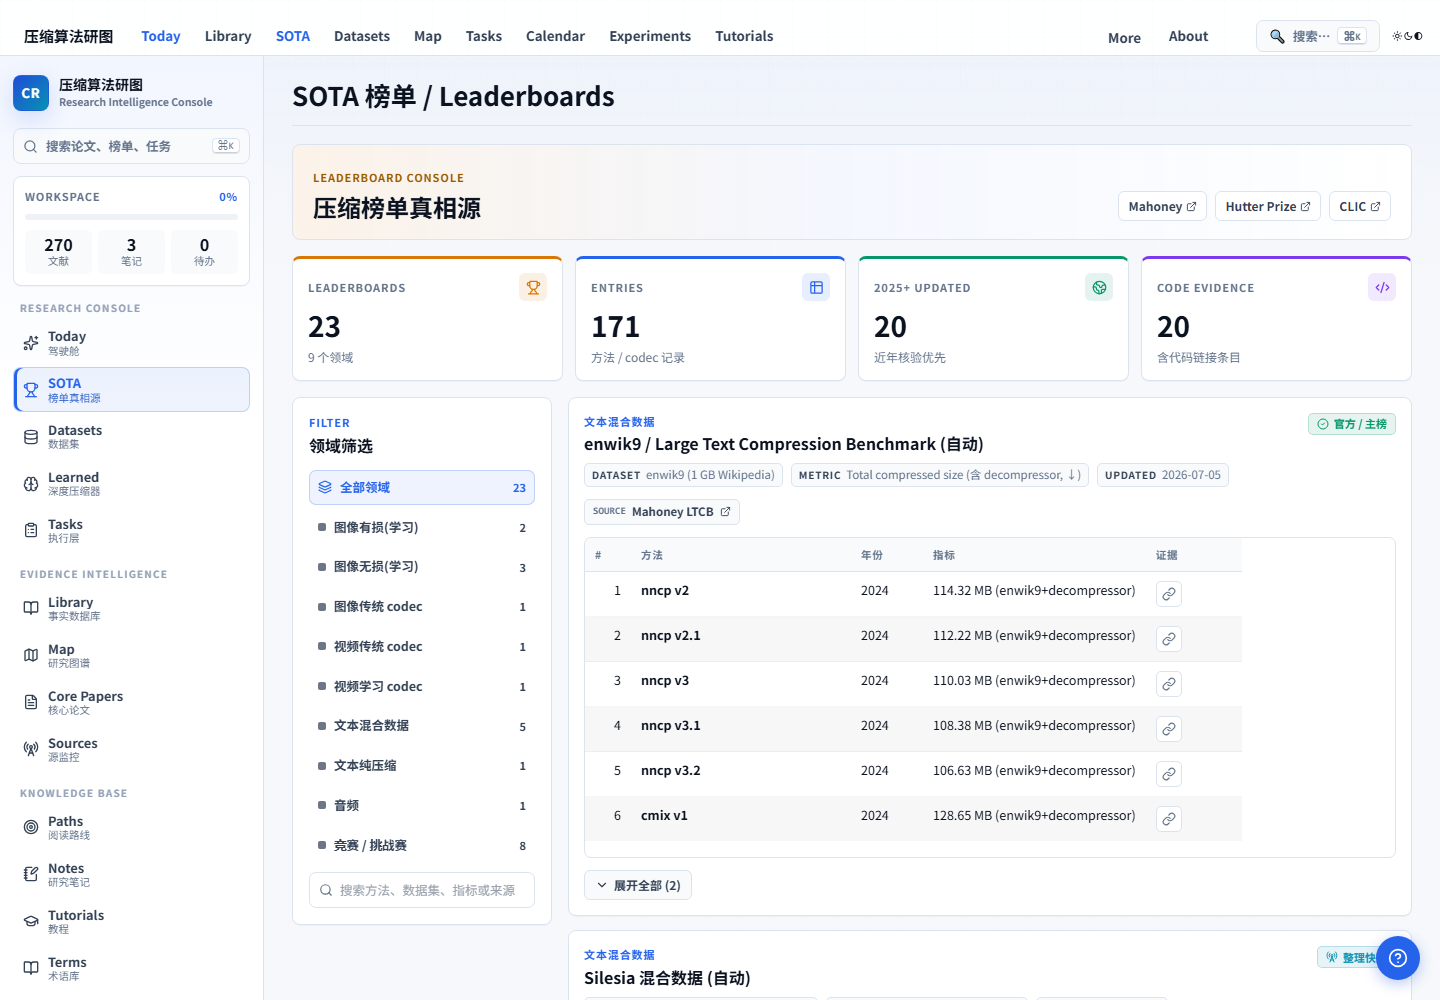 压缩算法研图 Today Library SOTA Datasets Map Tasks Calendar Experiments Tutorials More About 搜索… ⌘K
CR 压缩算法研图
Research Intelligence Console
搜索论文、榜单、任务 ⌘K
WORKSPACE 0%
270 3 0
文献 笔记 待办
RESEARCH CONSOLE
Today
驾驶舱
SOTA
榜单真相源
Datasets
数据集
Learned
深度压缩器
Tasks
执行层
EVIDENCE INTELLIGENCE
Library
事实数据库
Map
研究图谱
Core Papers
核心论文
Sources
源监控
KNOWLEDGE BASE
Paths
阅读路线
Notes
研究笔记
Tutorials
教程
Terms
术语库
SOTA 榜单 / Leaderboards
LEADERBOARD CONSOLE
压缩榜单真相源
Mahoney Hutter Prize CLIC
LEADERBOARDS
23
9 个领域
ENTRIES
171
方法 / codec 记录
2025+ UPDATED
20
近年核验优先
CODE EVIDENCE
20
含代码链接条目
FILTER
领域筛选
全部领域 23
图像有损(学习) 2
图像无损(学习) 3
图像传统 codec 1
视频传统 codec 1
视频学习 codec 1
文本混合数据 5
文本纯压缩 1
音频 1
竞赛 / 挑战赛 8
搜索方法、数据集、指标或来源
文本混合数据
enwik9 / Large Text Compression Benchmark (自动)
官方 / 主榜
DATASET enwik9 (1 GB Wikipedia) METRIC Total compressed size (含 decompressor, ↓) UPDATED 2026-07-05
SOURCE Mahoney LTCB
# 方法 年份 指标 证据
1 nncp v2 2024 114.32 MB (enwik9+decompressor)
2 nncp v2.1 2024 112.22 MB (enwik9+decompressor)
3 nncp v3 2024 110.03 MB (enwik9+decompressor)
4 nncp v3.1 2024 108.38 MB (enwik9+decompressor)
5 nncp v3.2 2024 106.63 MB (enwik9+decompressor)
6 cmix v1 2024 128.65 MB (enwik9+decompressor)
展开全部 (2)
文本混合数据
Silesia 混合数据 (自动)
整理快